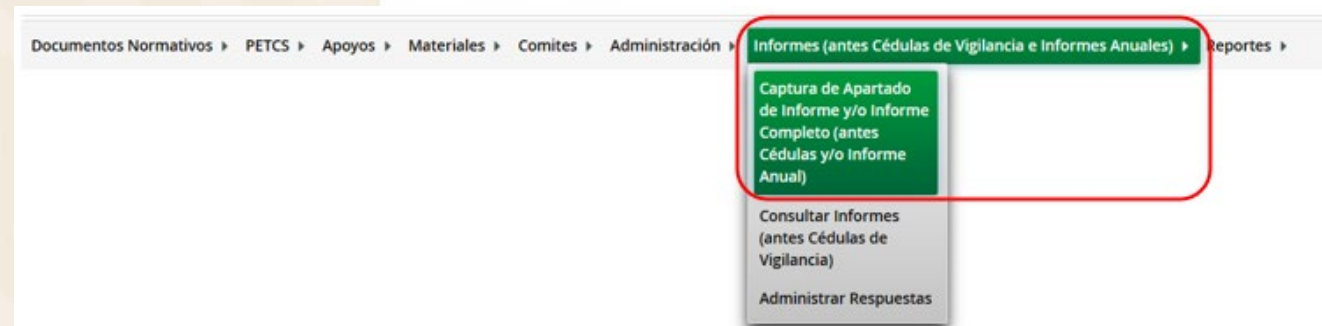 Documentos Normativos PETCS Apoyos Materiales Comites Administración Informes (antes Cédulas de Vigilancia e Informes Anuales) Reportes
Captura de Apartado
de Informe y/o Informe
Completo (antes
Cédulas y/o Informe
Anual)
Consultar Informes
(antes Cédulas de
Vigilancia)
Administrar Respuestas